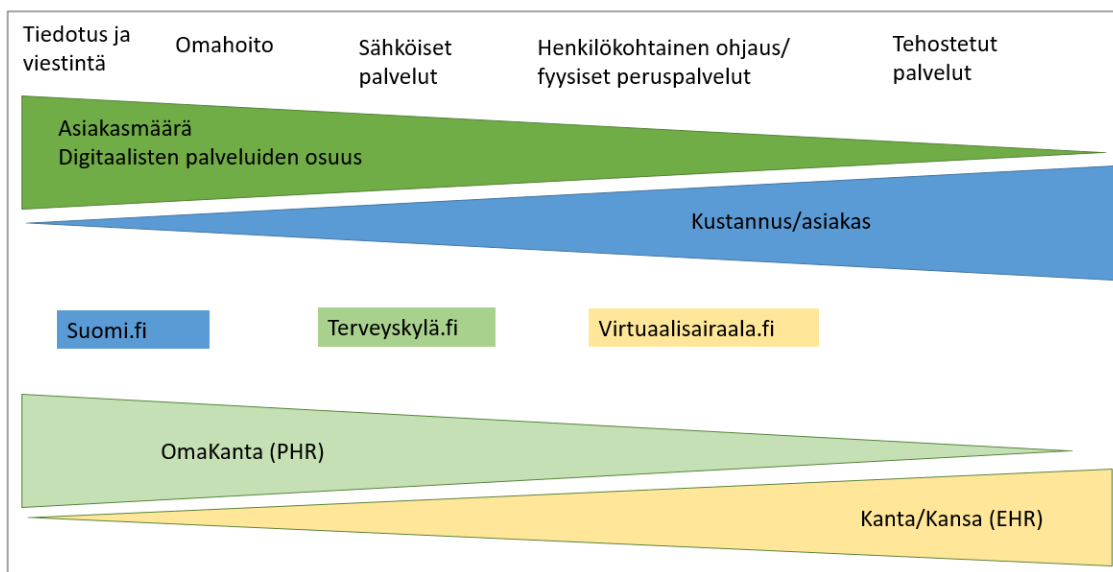 Tiedotus ja
viestintä
Omahoito
Sähköiset
palvelut
Henkilökohtainen ohjaus/
fyysiset peruspalvelut
Tehostetut
palvelut
Asiakasmäärä
Digitaalisten palveluiden osuus
Kustannus/asiakas
Suomi.fi
Terveyskylä.fi
Virtuaalisairaala.fi
OmaKanta (PHR)
Kanta/Kansa (EHR)